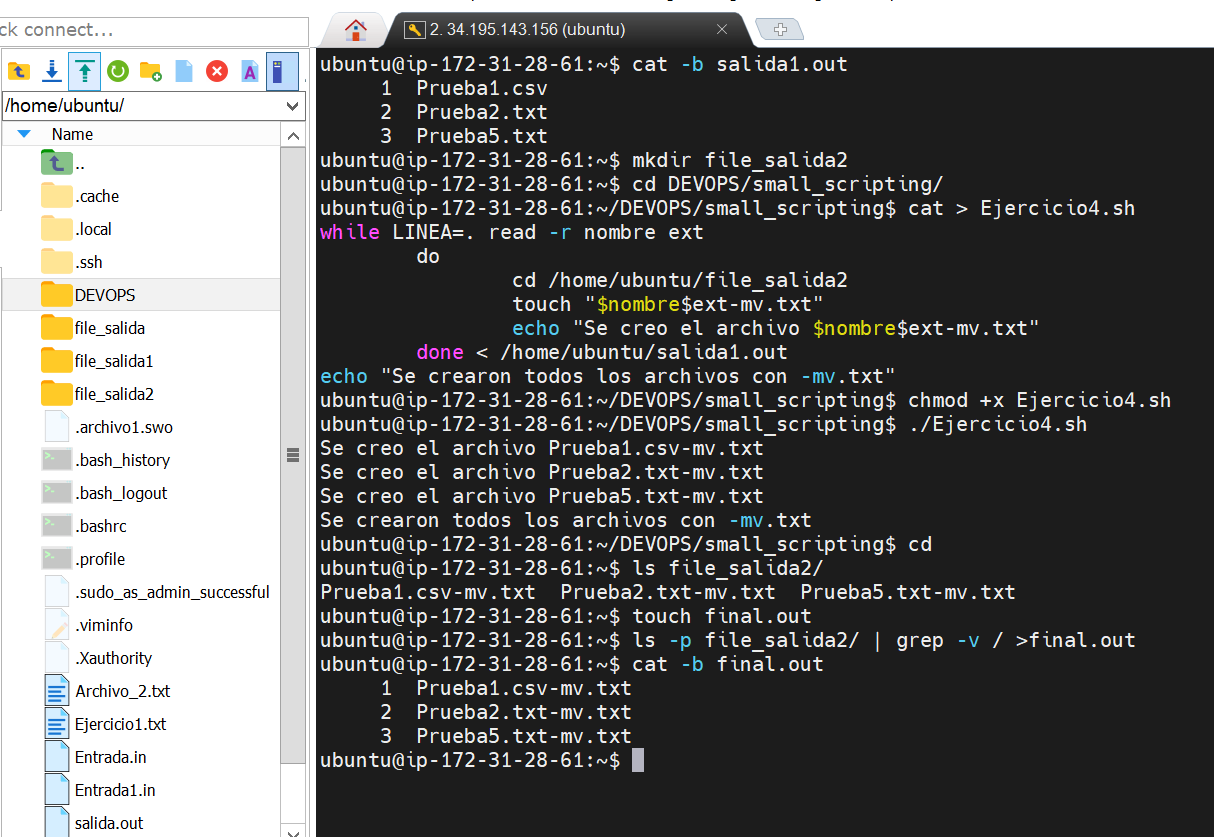 ck connect...
2. 34.195.143.156 (ubuntu)
/home/ubuntu/
Name
..
.cache
.local
.ssh
DEVOPS
file_salida
file_salida1
file_salida2
.archivo1.swo
.bash_history
.bash_logout
.bashrc
.profile
.sudo_as_admin_successful
.viminfo
.Xauthority
Archivo_2.txt
Ejercicio1.txt
Entrada.in
Entrada1.in
salida.out
ubuntu@ip-172-31-28-61:~$ cat -b salida1.out
     1  Prueba1.csv
     2  Prueba2.txt
     3  Prueba5.txt
ubuntu@ip-172-31-28-61:~$ mkdir file_salida2
ubuntu@ip-172-31-28-61:~$ cd DEVOPS/small_scripting/
ubuntu@ip-172-31-28-61:~/DEVOPS/small_scripting$ cat > Ejercicio4.sh
while LINEA=. read -r nombre ext
        do
                cd /home/ubuntu/file_salida2
                touch "$nombre$ext-mv.txt"
                echo "Se creo el archivo $nombre$ext-mv.txt"
        done < /home/ubuntu/salida1.out
echo "Se crearon todos los archivos con -mv.txt"
ubuntu@ip-172-31-28-61:~/DEVOPS/small_scripting$ chmod +x Ejercicio4.sh
ubuntu@ip-172-31-28-61:~/DEVOPS/small_scripting$ ./Ejercicio4.sh
Se creo el archivo Prueba1.csv-mv.txt
Se creo el archivo Prueba2.txt-mv.txt
Se creo el archivo Prueba5.txt-mv.txt
Se crearon todos los archivos con -mv.txt
ubuntu@ip-172-31-28-61:~/DEVOPS/small_scripting$ cd
ubuntu@ip-172-31-28-61:~$ ls file_salida2/
Prueba1.csv-mv.txt  Prueba2.txt-mv.txt  Prueba5.txt-mv.txt
ubuntu@ip-172-31-28-61:~$ touch final.out
ubuntu@ip-172-31-28-61:~$ ls -p file_salida2/ | grep -v / >final.out
ubuntu@ip-172-31-28-61:~$ cat -b final.out
     1  Prueba1.csv-mv.txt
     2  Prueba2.txt-mv.txt
     3  Prueba5.txt-mv.txt
ubuntu@ip-172-31-28-61:~$